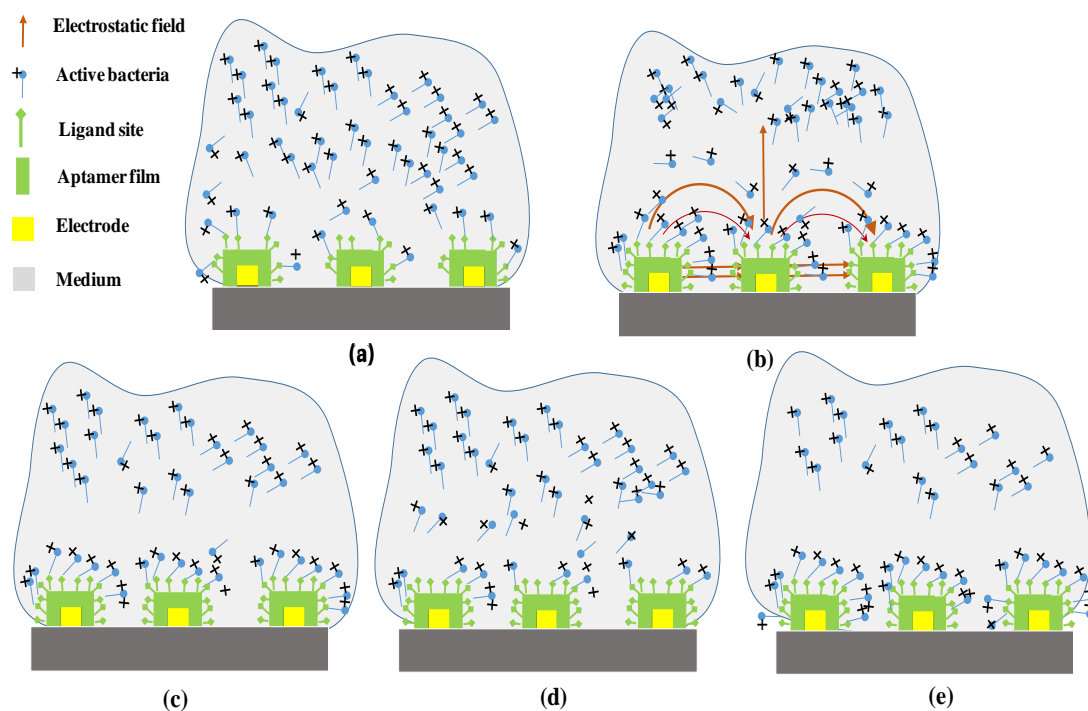 Electrostatic field
Active bacteria
Ligand site
Aptamer film
Electrode
Medium
(a)
(b)
(c)
(d)
(e)